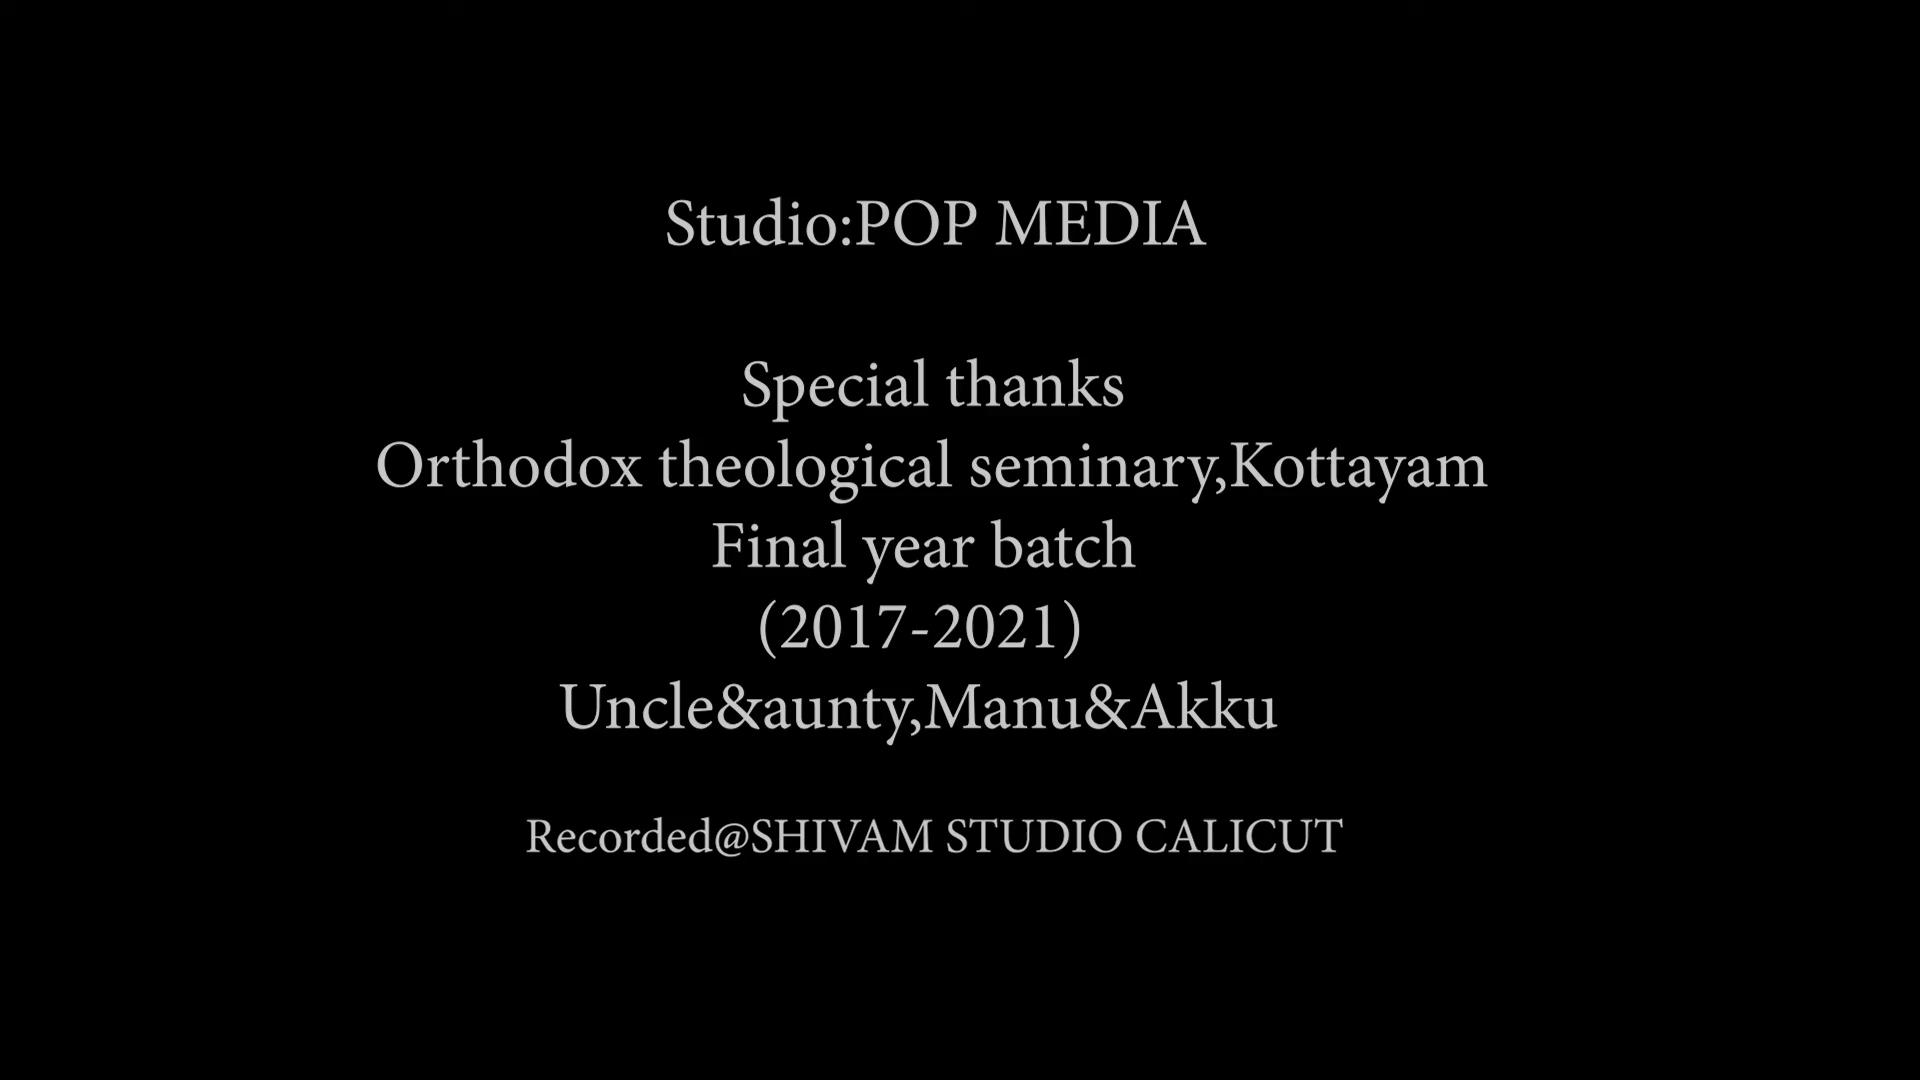 Studio:POP MEDIA
Special thanks
Orthodox theological seminary,Kottayam
Final year batch
(2017-2021)
Uncle&aunty,Manu&Akku
Recorded@SHIVAM STUDIO CALICUT